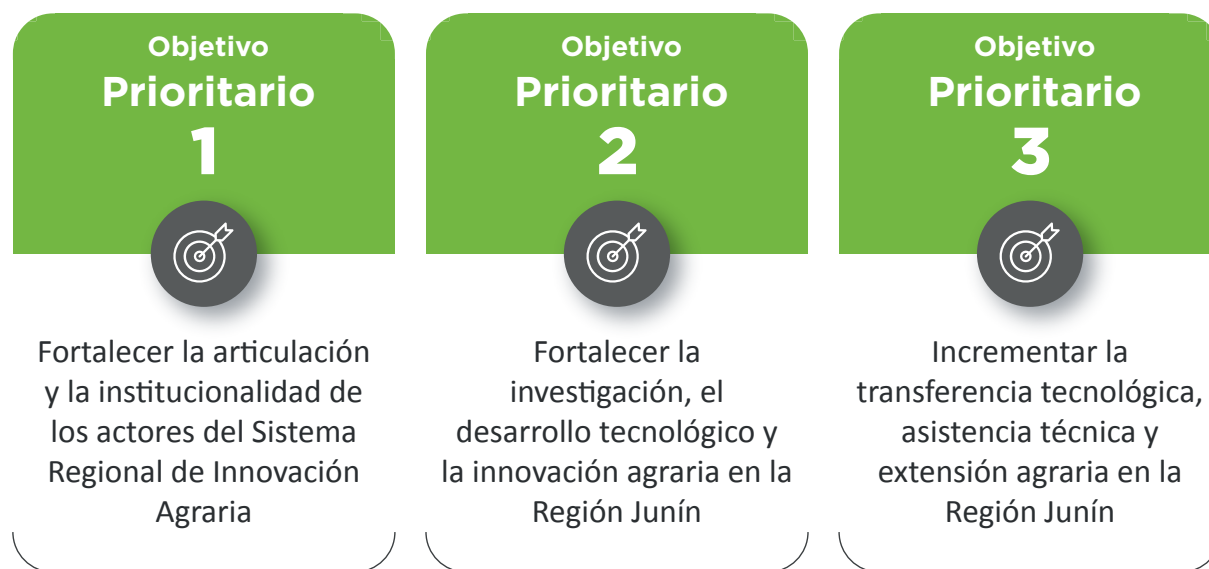 Objetivo
Prioritario
1
Fortalecer la articulación
y la institucionalidad de
los actores del Sistema
Regional de Innovación
Agraria
Objetivo
Prioritario
2
Fortalecer la
investigación, el
desarrollo tecnológico y
la innovación agraria en la
Región Junín
Objetivo
Prioritario
3
Incrementar la
transferencia tecnológica,
asistencia técnica y
extensión agraria en la
Región Junín